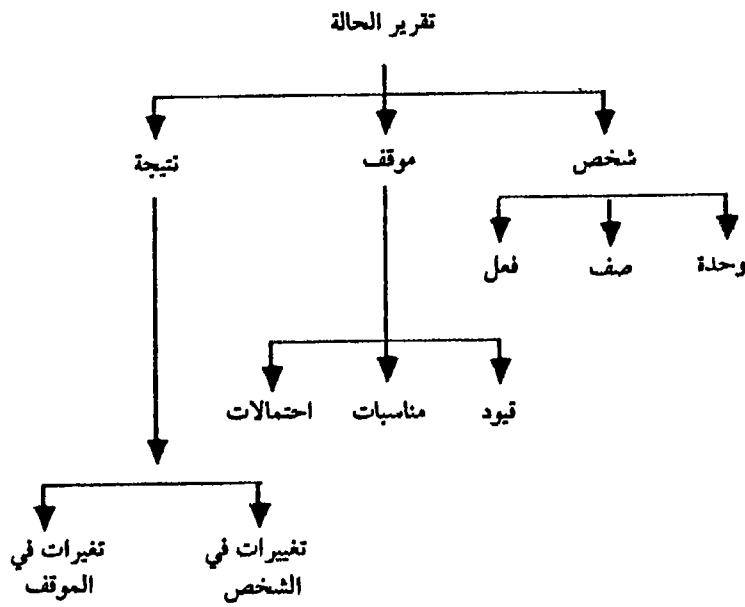 تقرير الحالة
شخص
موقف
نتيجة
وحدة
صف
فعل
قيود
مناسبات
احتمالات
تغييرات في
الشخص
تغيرات في
الموقف